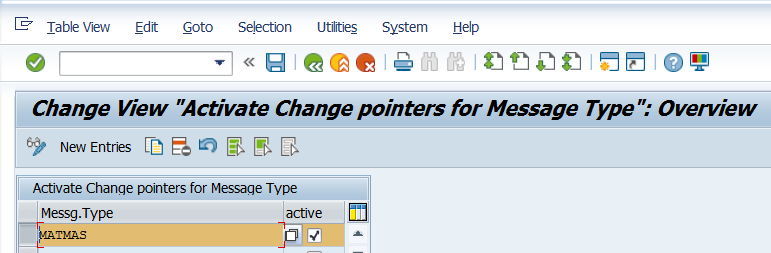 Table View Edit Goto Selection Utilities System Help
Change View "Activate Change pointers for Message Type": Overview
New Entries
Activate Change pointers for Message Type
Messg.Type active
MATMAS